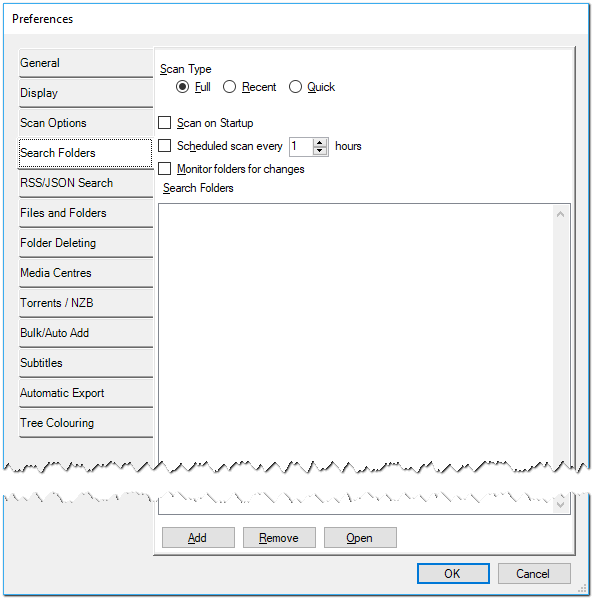 Preferences
General
Display
Scan Options
Search Folders
RSS/JSON Search
Files and Folders
Folder Deleting
Media Centres
Torrents / NZB
Bulk/Auto Add
Subtitles
Automatic Export
Tree Colouring
Scan Type
Full Recent Quick
Scan on Startup
Scheduled scan every 1 hours
Monitor folders for changes
Search Folders
Add Remove Open
OK Cancel